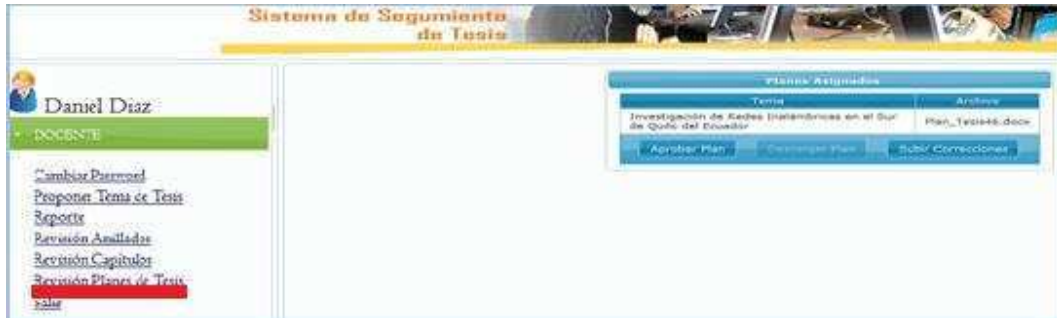 Sistema de Seguimiento
de Tesis
Daniel Diaz
DOCENTE
Cambiar Password
Proponer Tema de Tesis
Reporte
Revisión Anillados
Revisión Capítulos
Revisión Planes de Tesis
Salir
Planes Asignados
Tema
Archivo
Investigación de Redes Inalámbricas en el Sur
de Quito del Ecuador
Plan_Tesis46.docx
Aprobar Plan
Descargar Plan
Subir Correcciones